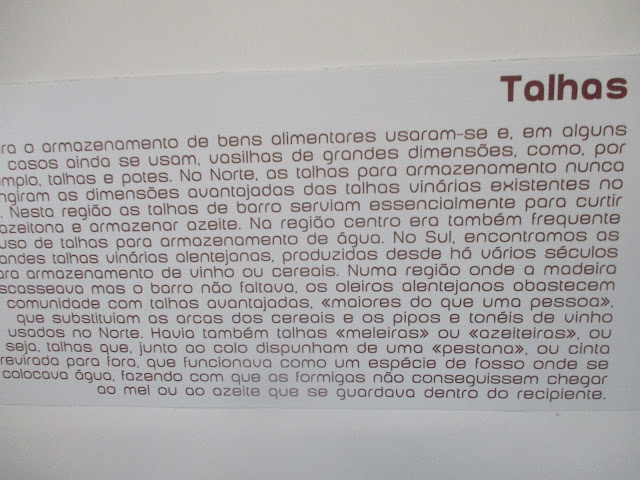 Talhas
ra o armazenamento de bens alimentares usaram-se e, em alguns
casos ainda se usam, vasilhas de grandes dimensões, como, por
mplo, talhas e potes. No Norte, as talhas para armazenamento nunca
ngiram as dimensões avantajadas das talhas vinárias existentes no
. Nesta região as talhas de barro serviam essencialmente para curtir
azeitona e armazenar azeite. Na região centro era também frequente
uso de talhas para armazenamento de água. No Sul, encontramos as
andes talhas vinárias alentejanas, produzidas desde há vários séculos
ara armazenamento de vinho ou cereais. Numa região onde a madeira
scasseava mas o barro não faltava, os oleiros alentejanos abastecem
comunidade com talhas avantajadas, «maiores do que uma pessoa»,
que substituiam as arcas dos cereais e os pipos e tonéis de vinho
usados no Norte. Havia também talhas «meleiras» ou «azeiteiras», ou
seja, talhas que, junto ao colo dispunham de uma «pestana», ou cinta
revirada para fora, que funcionava como um espécie de fosso onde se
colocava água, fazendo com que as formigas não conseguissem chegar
ao mel ou ao azeite que se guardava dentro do recipiente.